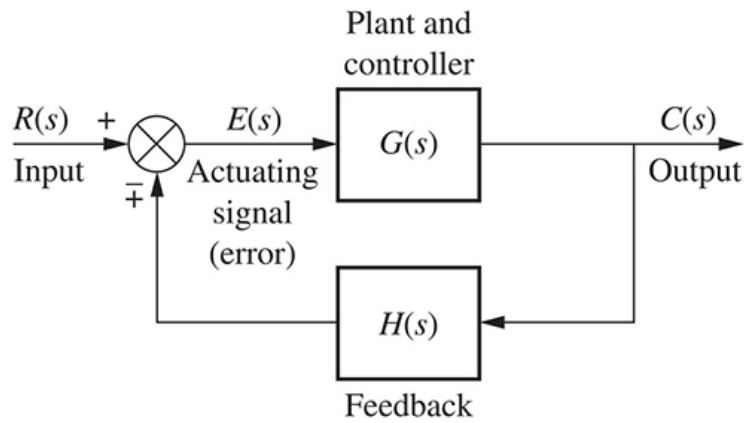 Plant and
controller
R(s) + E(s) G(s) C(s)
Input ∓ Actuating Output
signal
(error)
H(s)
Feedback